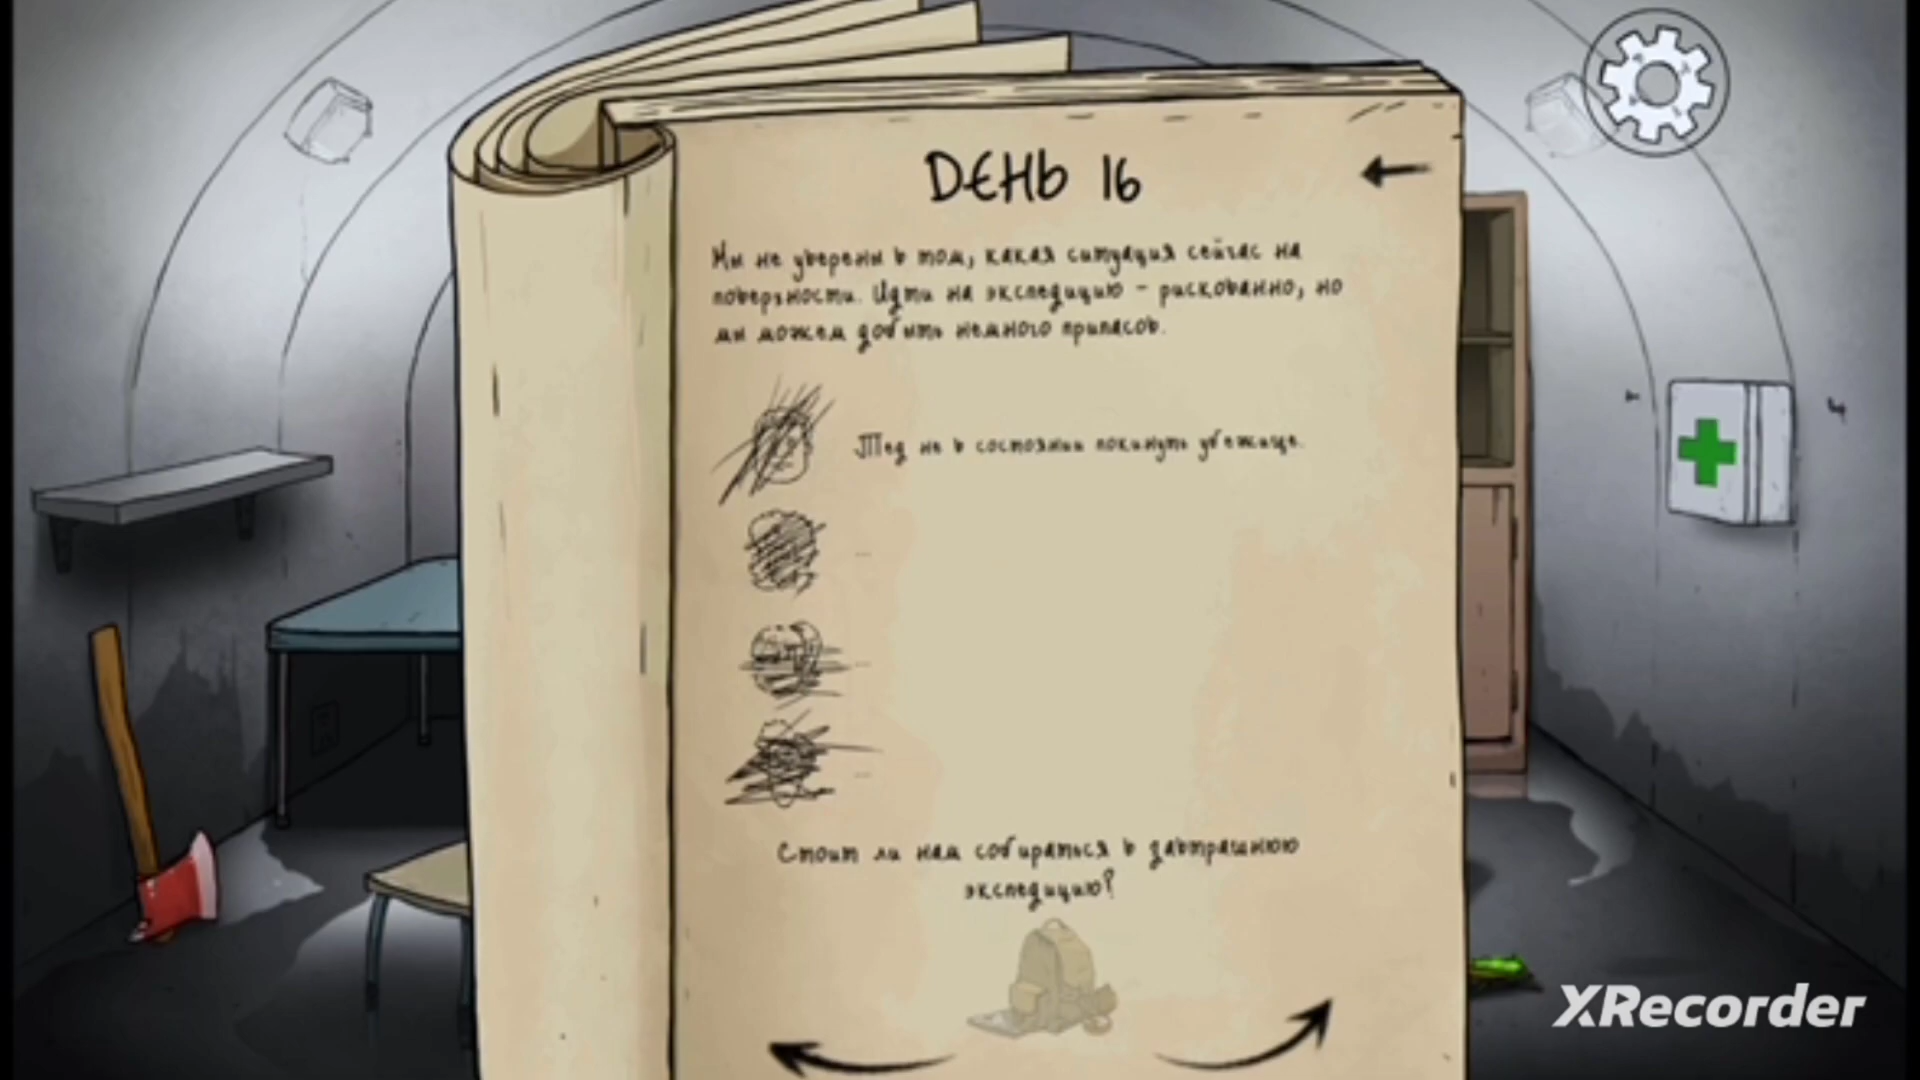 ДЕНЬ 16
Мы не уверены в том, какая ситуация сейчас на
поверхности. Идти на экспедицию - рискованно, но
мы можем добыть немного припасов.
Тед не в состоянии покинуть убежище.
Стоит ли нам собираться в завтрашнюю
экспедицию?
XRecorder